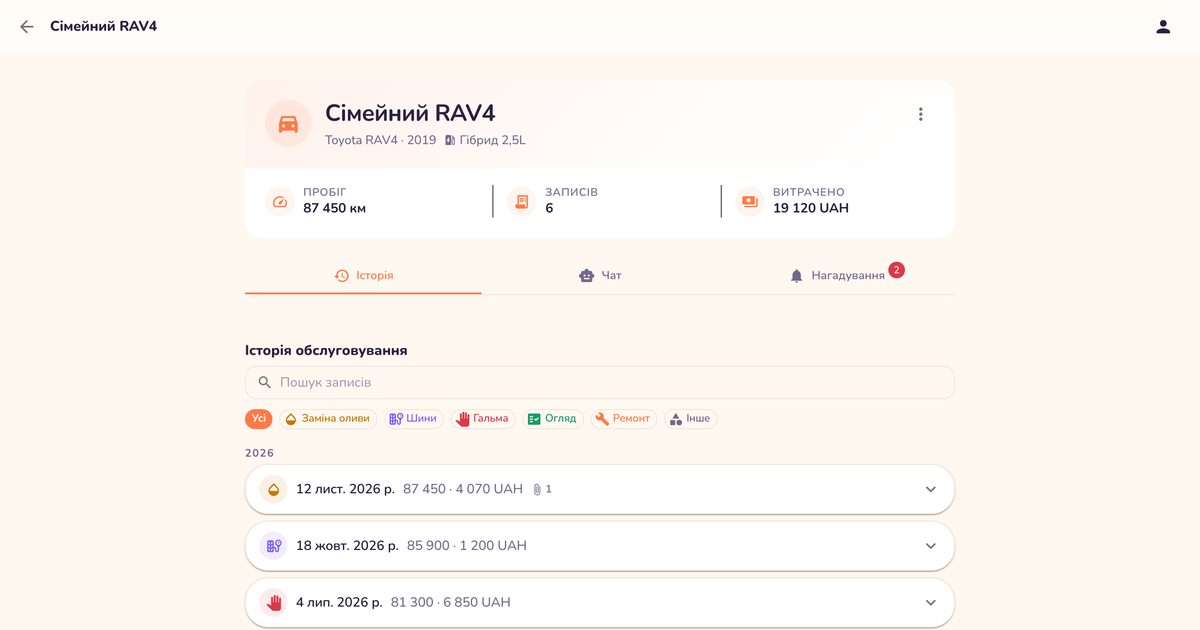 Сімейний RAV4
Сімейний RAV4
Toyota RAV4 · 2019 Гібрид 2,5L
ПРОБІГ
87 450 км
ЗАПИСІВ
6
ВИТРАЧЕНО
19 120 UAH
Історія
Чат
Нагадування 2
Історія обслуговування
Пошук записів
Усі Заміна оливи Шини Гальма Огляд Ремонт Інше
2026
12 лист. 2026 р. 87 450 · 4 070 UAH 1
18 жовт. 2026 р. 85 900 · 1 200 UAH
4 лип. 2026 р. 81 300 · 6 850 UAH